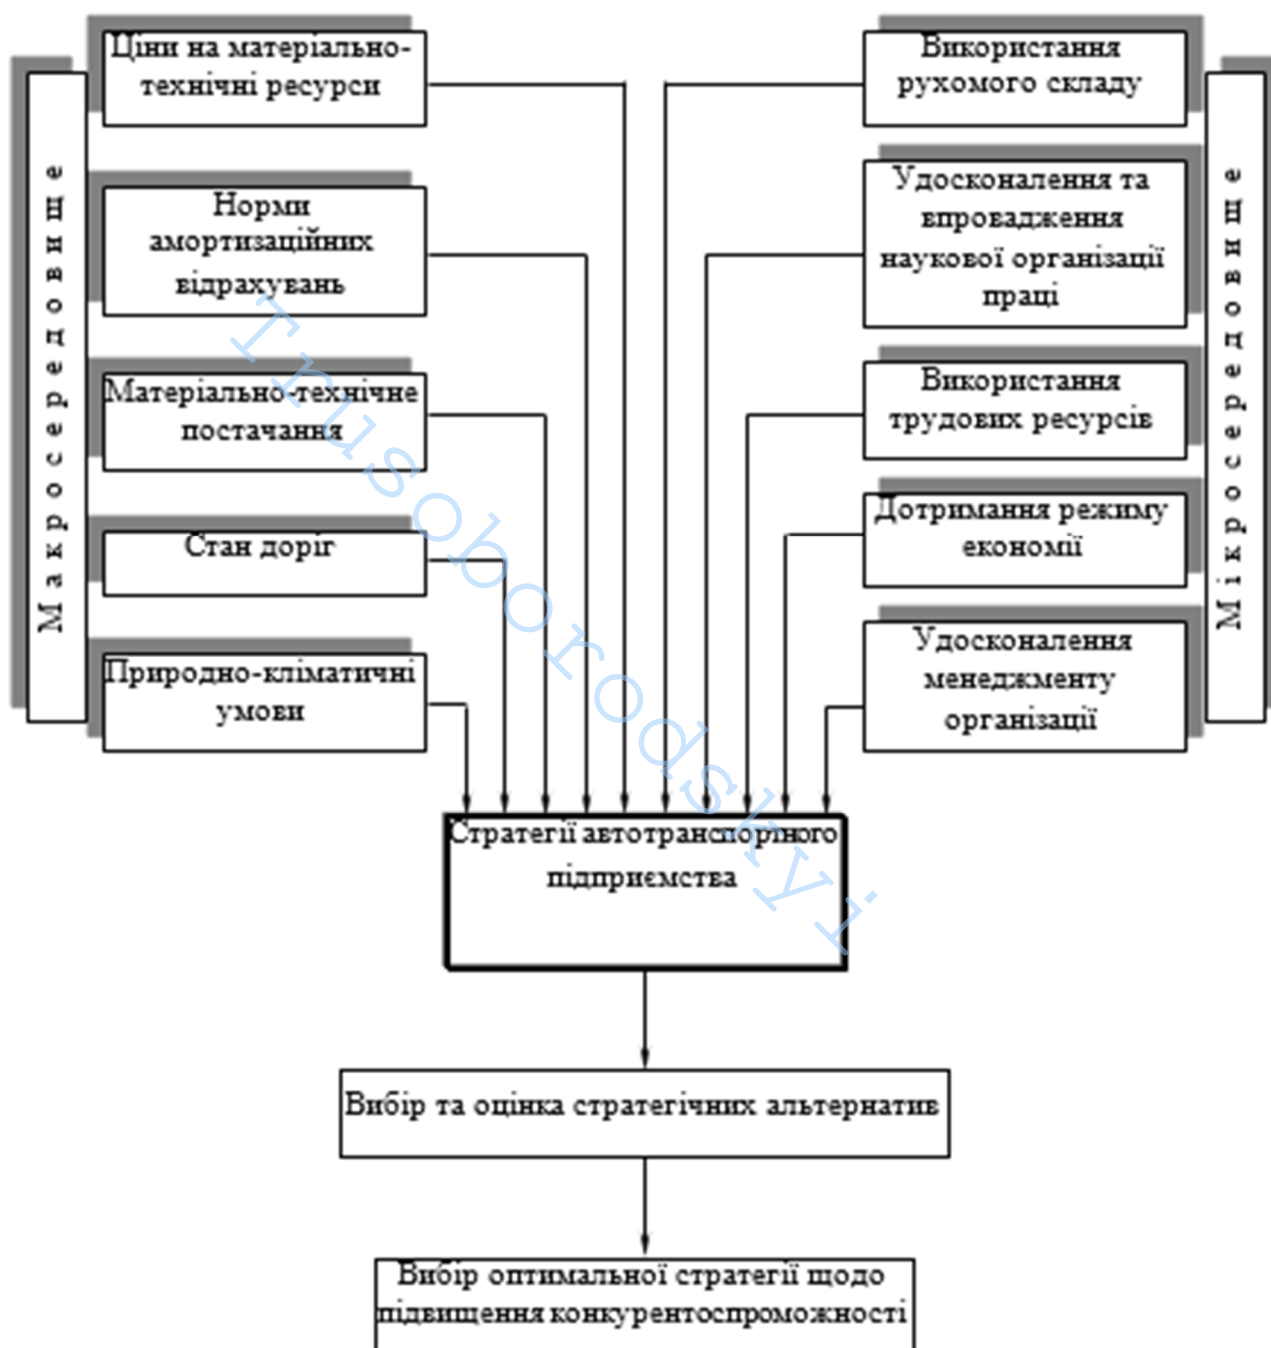 Макросередовище
Ціни на матеріально-
технічні ресурси
Норми
амортизаційних
відрахувань
Матеріально-технічне
постачання
Стан доріг
Природно-кліматичні
умови
Використання
рухомого складу
Удосконалення та
впровадження
наукової організації
праці
Використання
трудових ресурсів
Дотримання режиму
економії
Удосконалення
менеджменту
організації
Мікросередовище
Стратегії автотранспортного
підприємства
Вибір та оцінка стратегічних альтернатив
Вибір оптимальної стратегії щодо
підвищення конкурентоспроможності
Trusoborodskyi